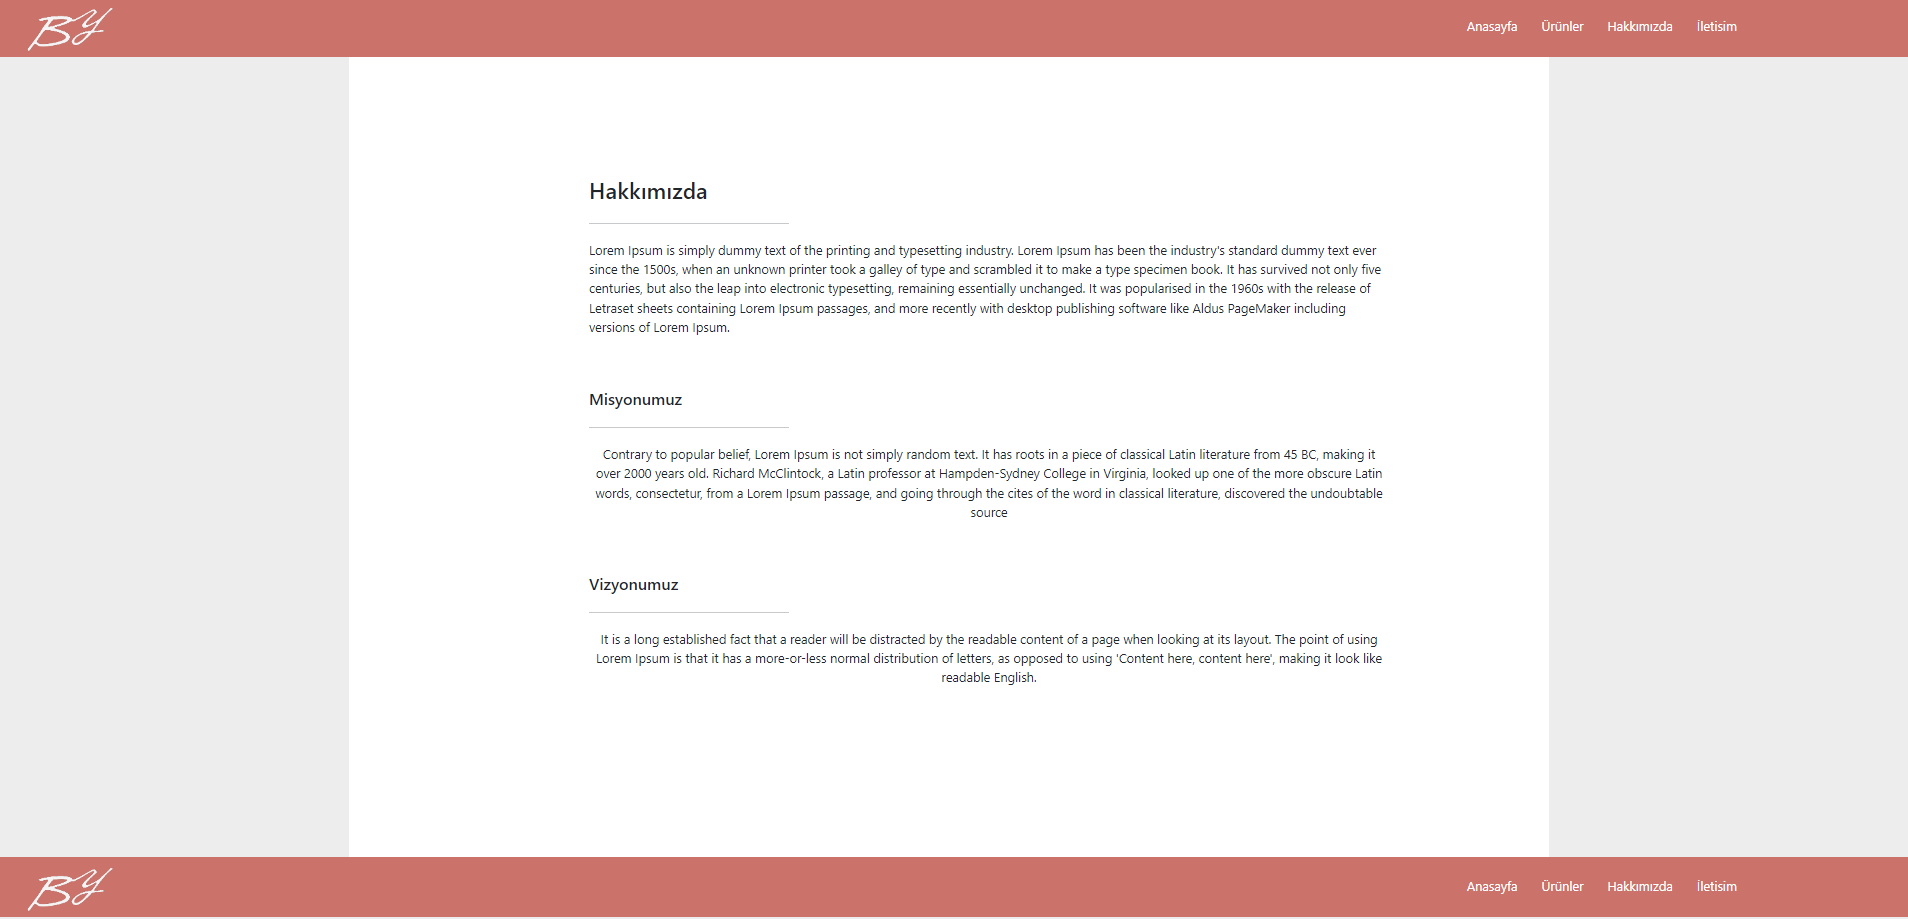 BY
Anasayfa Ürünler Hakkımızda İletisim
Hakkımızda
Lorem Ipsum is simply dummy text of the printing and typesetting industry. Lorem Ipsum has been the industry's standard dummy text ever
since the 1500s, when an unknown printer took a galley of type and scrambled it to make a type specimen book. It has survived not only five
centuries, but also the leap into electronic typesetting, remaining essentially unchanged. It was popularised in the 1960s with the release of
Letraset sheets containing Lorem Ipsum passages, and more recently with desktop publishing software like Aldus PageMaker including
versions of Lorem Ipsum.
Misyonumuz
Contrary to popular belief, Lorem Ipsum is not simply random text. It has roots in a piece of classical Latin literature from 45 BC, making it
over 2000 years old. Richard McClintock, a Latin professor at Hampden-Sydney College in Virginia, looked up one of the more obscure Latin
words, consectetur, from a Lorem Ipsum passage, and going through the cites of the word in classical literature, discovered the undoubtable
source
Vizyonumuz
It is a long established fact that a reader will be distracted by the readable content of a page when looking at its layout. The point of using
Lorem Ipsum is that it has a more-or-less normal distribution of letters, as opposed to using 'Content here, content here', making it look like
readable English.
BY
Anasayfa Ürünler Hakkımızda İletisim